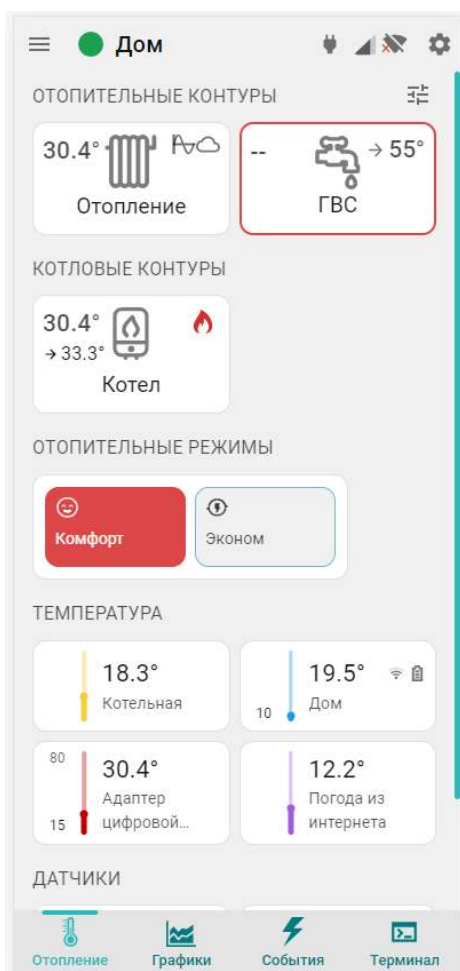 Дом
ОТОПИТЕЛЬНЫЕ КОНТУРЫ
30.4°
Отопление
--
→ 55°
ГВС
КОТЛОВЫЕ КОНТУРЫ
30.4°
→ 33.3°
Котел
ОТОПИТЕЛЬНЫЕ РЕЖИМЫ
Комфорт
Эконом
ТЕМПЕРАТУРА
18.3°
Котельная
19.5°
Дом
10
80
30.4°
Адаптер
цифровой...
15
12.2°
Погода из
интернета
ДАТЧИКИ
Отопление
Графики
События
Терминал